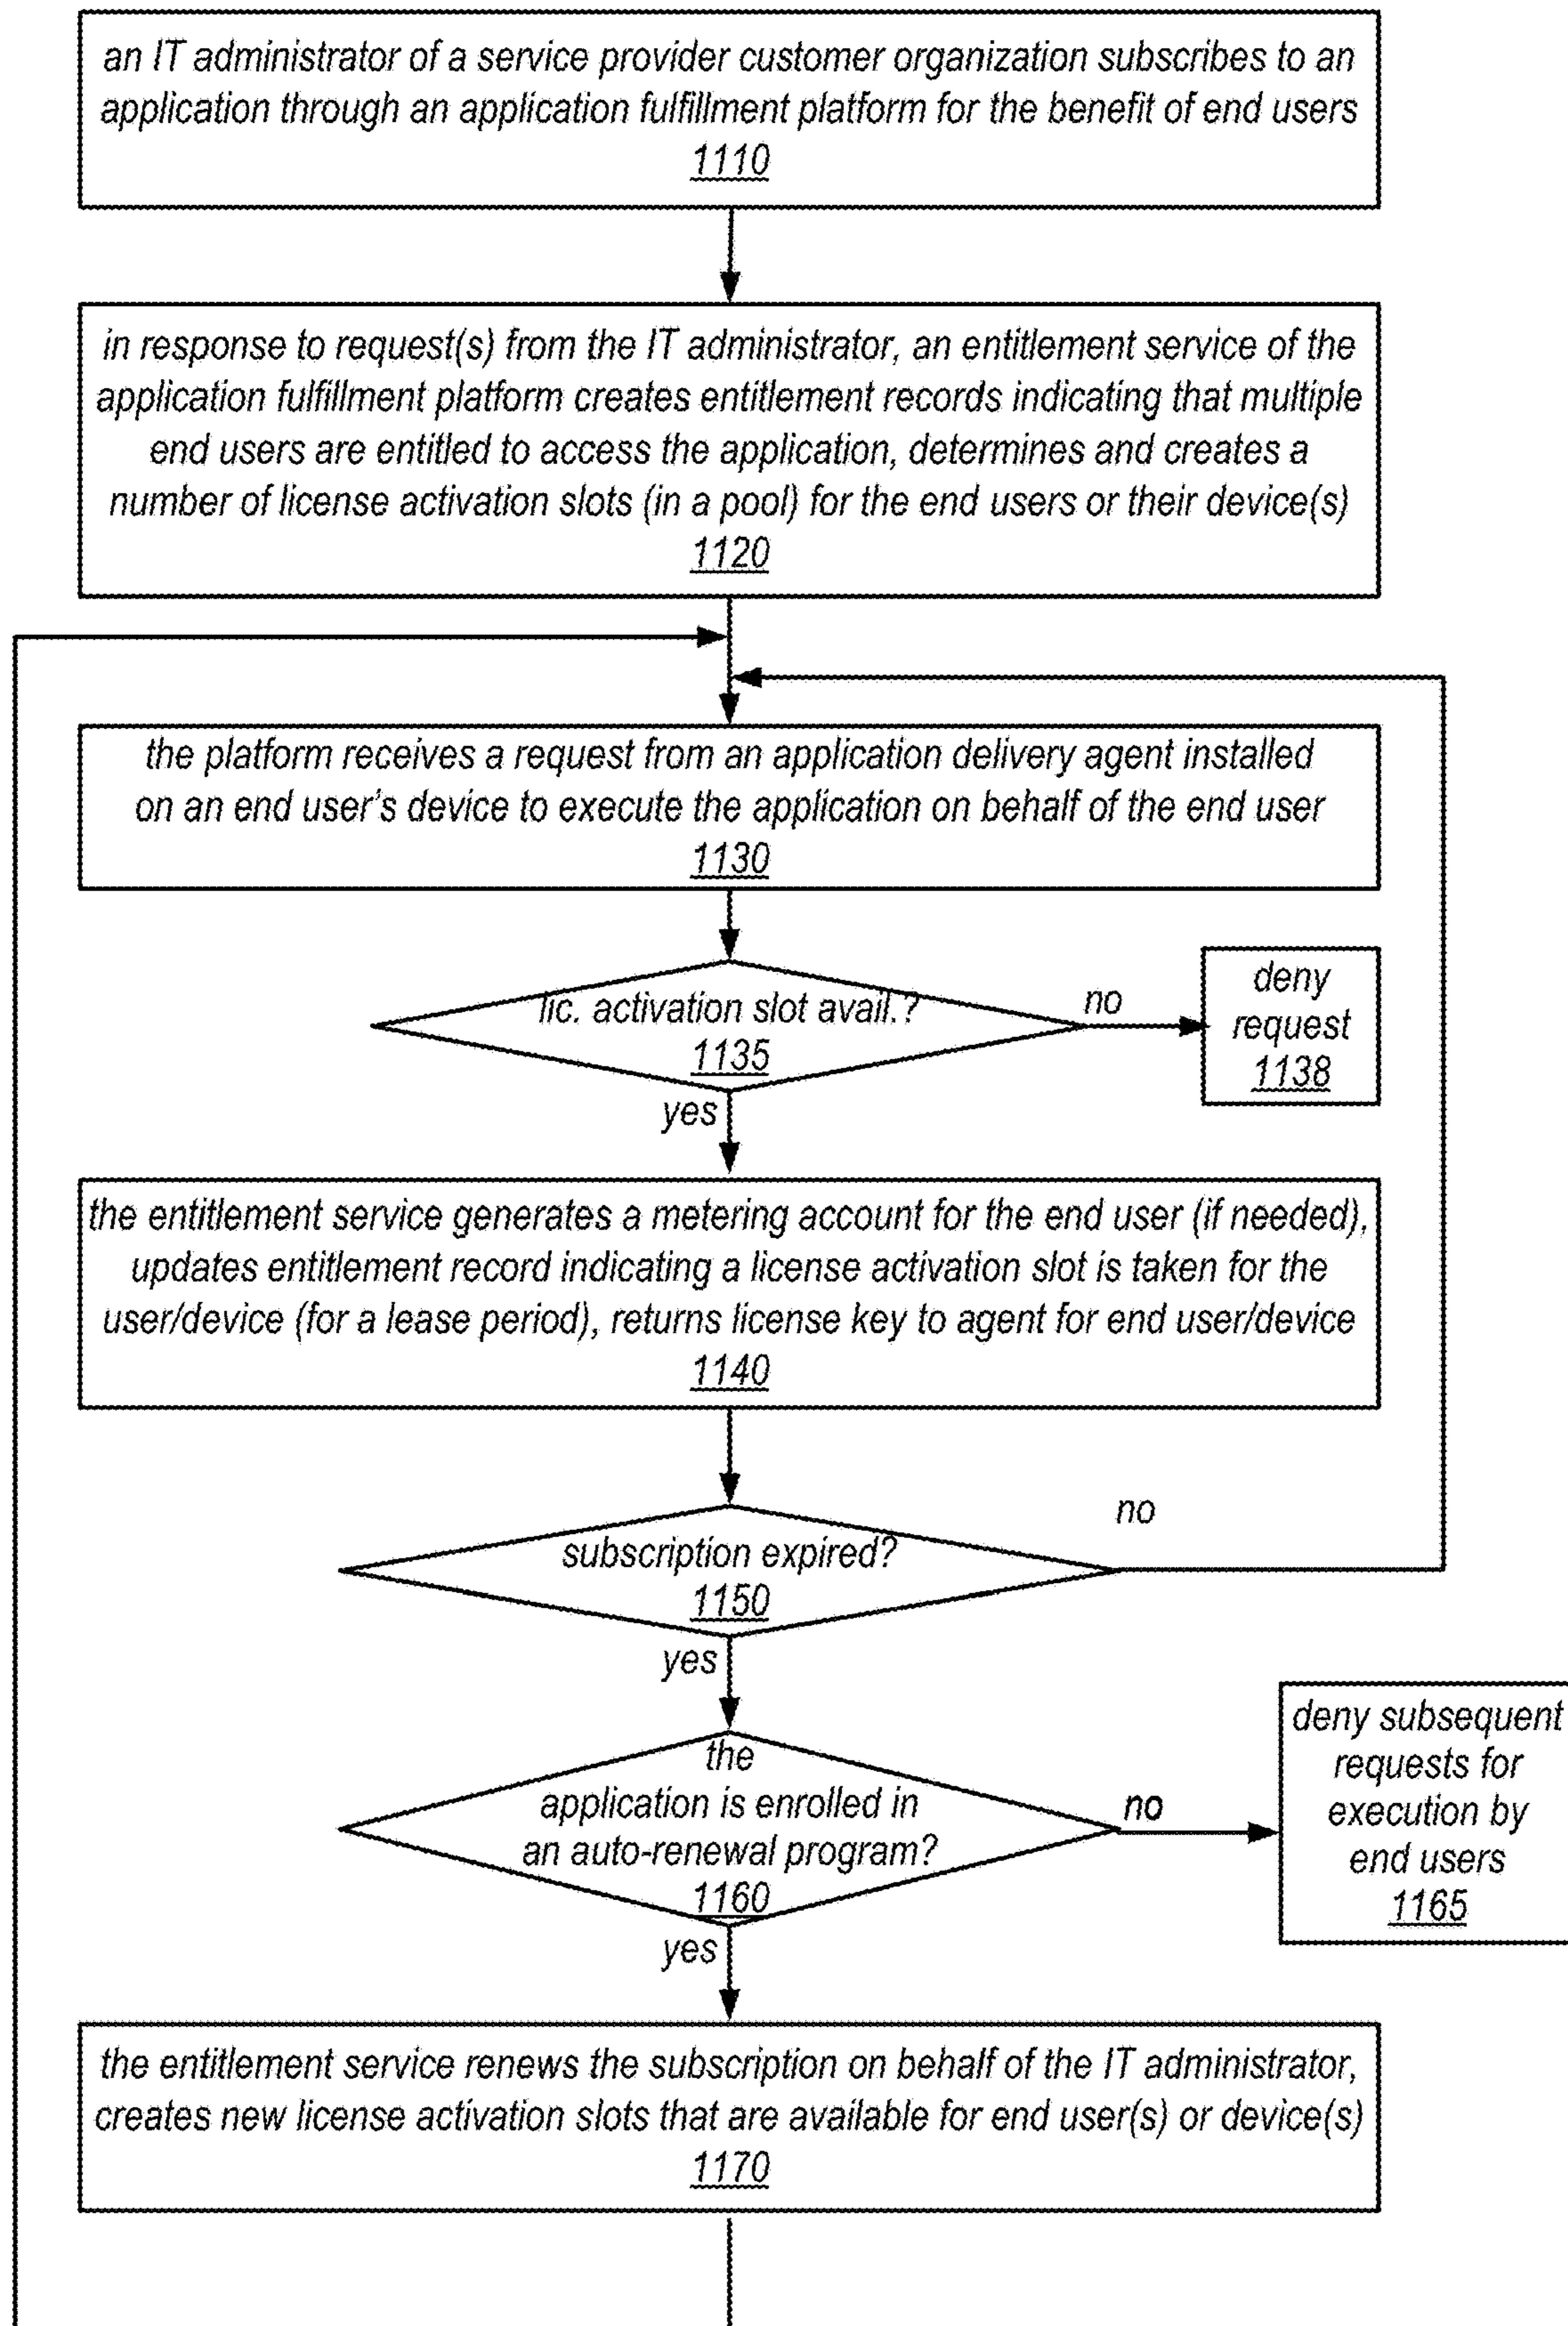 an IT administrator of a service provider customer organization subscribes to an
application through an application fulfillment platform for the benefit of end users
1110
in response to request(s) from the IT administrator, an entitlement service of the
application fulfillment platform creates entitlement records indicating that multiple
end users are entitled to access the application, determines and creates a
number of license activation slots (in a pool) for the end users or their device(s)
1120
the platform receives a request from an application delivery agent installed
on an end user's device to execute the application on behalf of the end user
1130
lic. activation slot avail.?
1135
no
deny
request
1138
yes
the entitlement service generates a metering account for the end user (if needed),
updates entitlement record indicating a license activation slot is taken for the
user/device (for a lease period), returns license key to agent for end user/device
1140
subscription expired?
1150
no
yes
the
application is enrolled in
an auto-renewal program?
1160
no
deny subsequent
requests for
execution by
end users
1165
yes
the entitlement service renews the subscription on behalf of the IT administrator,
creates new license activation slots that are available for end user(s) or device(s)
1170